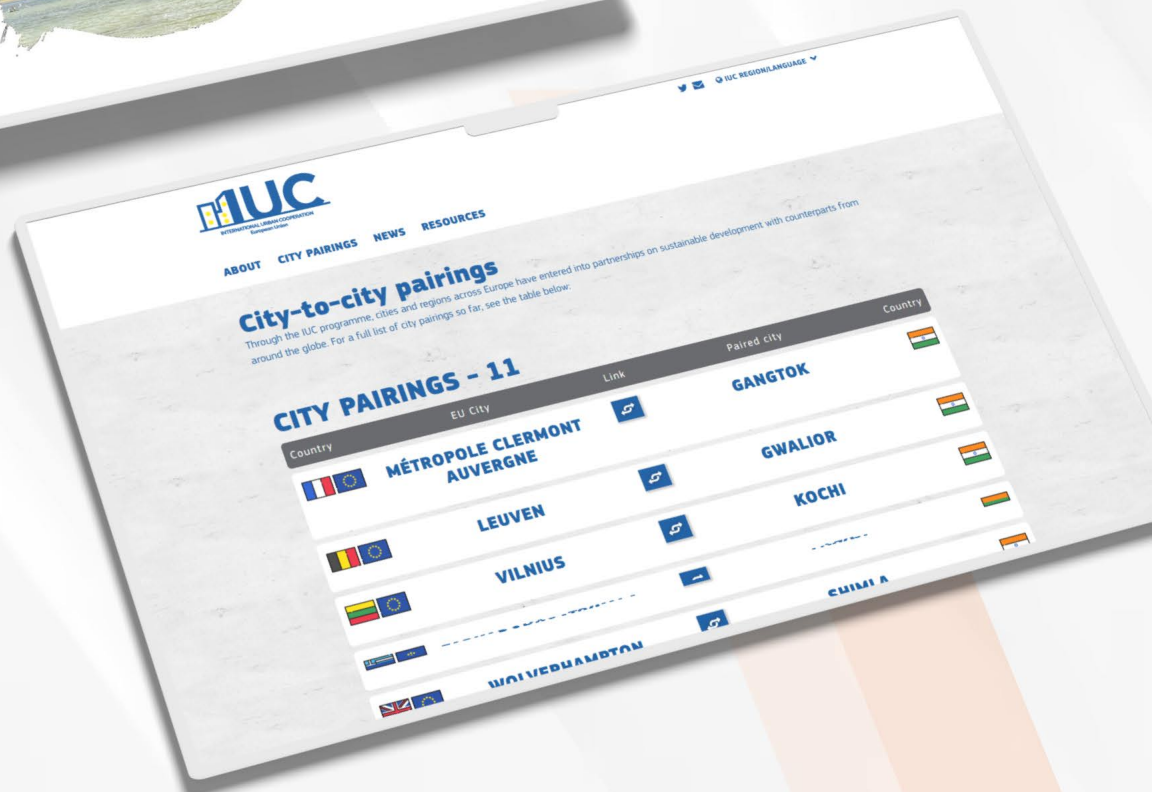 IUC REGION/LANGUAGE
IUC
INTERNATIONAL URBAN COOPERATION
European Union
ABOUT CITY PAIRINGS NEWS RESOURCES
City-to-city pairings
Through the IUC programme, cities and regions across Europe have entered into partnerships on sustainable development with counterparts from
around the globe. For a full list of city pairings so far, see the table below:
CITY PAIRINGS - 11
Country EU City Link Paired city Country
MÉTROPOLE CLERMONT
AUVERGNE
GANGTOK
LEUVEN GWALIOR
VILNIUS KOCHI
WOLVERHAMPTON SHIMLA